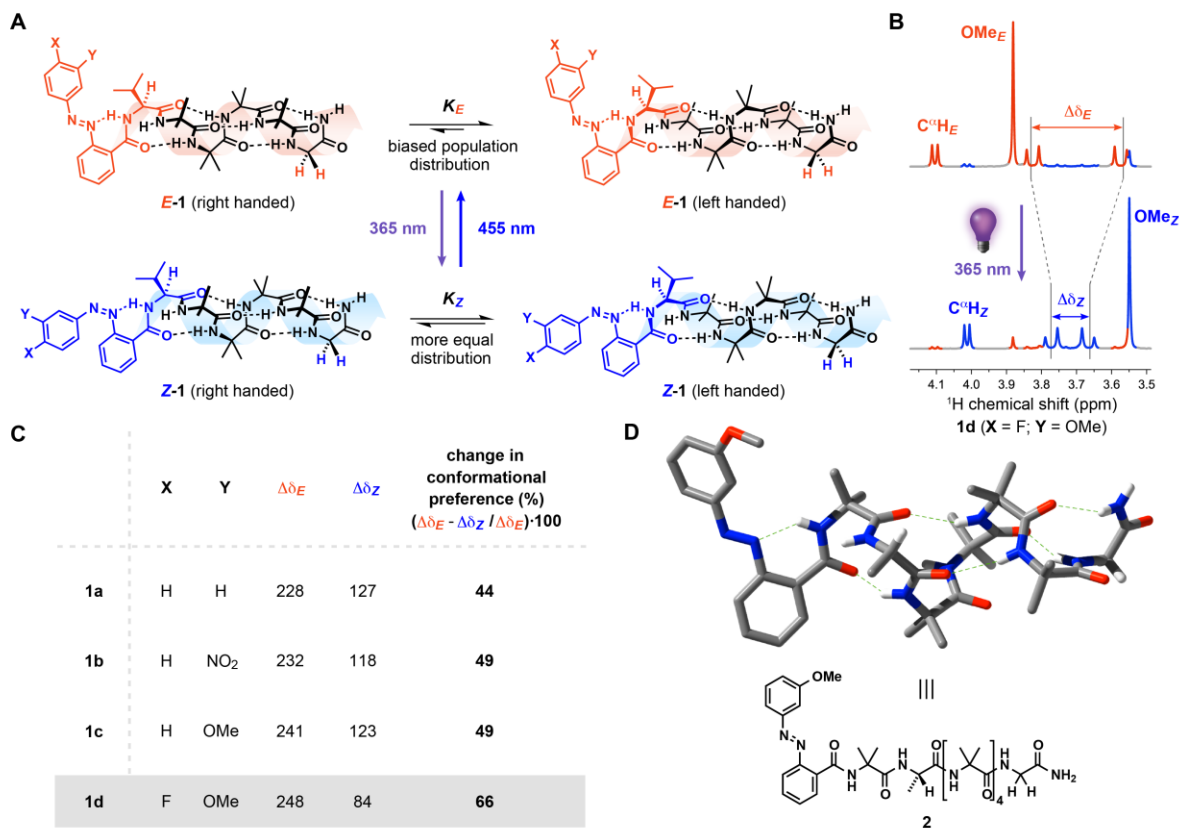 A
X
Y
H
N
N
H
N
O
O
N
H
O
H
N
H
N
O
O
H
N
O
N
H
H
O
H
H
E-1 (right handed)
K_E
biased population
distribution
X
Y
H
N
N
H
N
O
O
E-1 (left handed)
365 nm
455 nm
Y
X
H
N
N
H
N
O
O
Z-1 (right handed)
K_Z
more equal
distribution
Y
X
H
N
N
H
N
O
O
Z-1 (left handed)
B
OMe_E
CαH_E
Δδ_E
OMe_Z
365 nm
CαH_Z
Δδ_Z
4.1 4.0 3.9 3.8 3.7 3.6 3.5
¹H chemical shift (ppm)
1d (X = F; Y = OMe)
C
X Y Δδ_E Δδ_Z
change in
conformational
preference (%)
(Δδ_E - Δδ_Z / Δδ_E)·100
1a H H 228 127 44
1b H NO₂ 232 118 49
1c H OMe 241 123 49
1d F OMe 248 84 66
D
OMe
N
N
O
N
H
O
H
N
O
H
N
H
O
4
H
N
H
H
O
NH₂
2